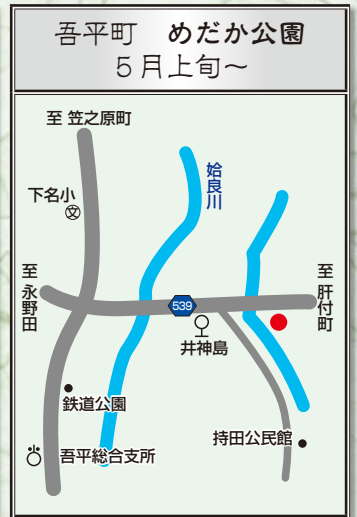 吾平町　めだか公園
５月上旬～
至 笠之原町
姶良川
下名小
文
至 永野田
至 肝付町
539
井神島
鉄道公園
持田公民館
吾平総合支所